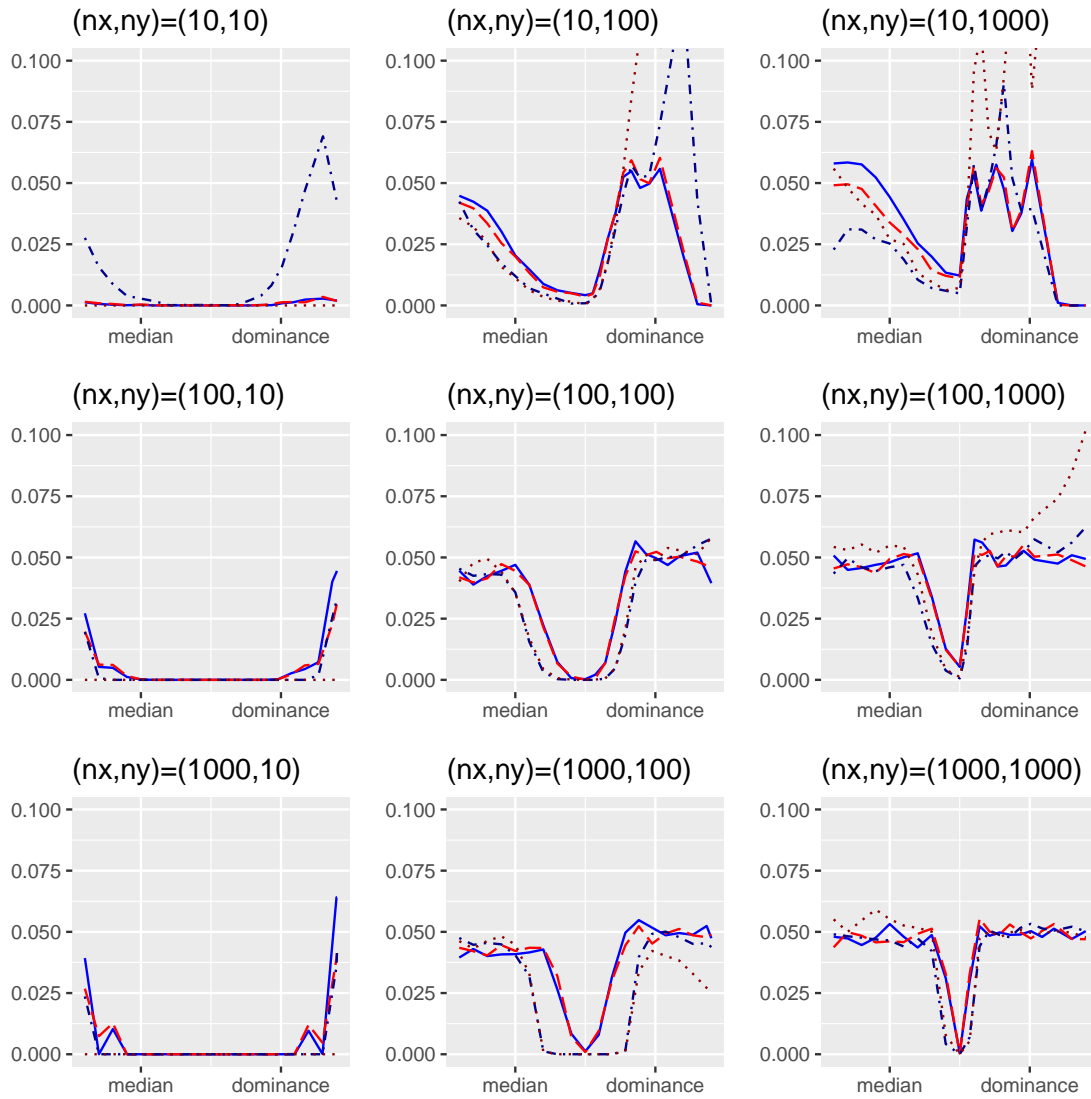 (nx,ny)=(10,10)
(nx,ny)=(10,100)
(nx,ny)=(10,1000)
0.100
0.075
0.050
0.025
0.000
median
dominance
0.100
0.075
0.050
0.025
0.000
median
dominance
0.100
0.075
0.050
0.025
0.000
median
dominance
(nx,ny)=(100,10)
(nx,ny)=(100,100)
(nx,ny)=(100,1000)
0.100
0.075
0.050
0.025
0.000
median
dominance
0.100
0.075
0.050
0.025
0.000
median
dominance
0.100
0.075
0.050
0.025
0.000
median
dominance
(nx,ny)=(1000,10)
(nx,ny)=(1000,100)
(nx,ny)=(1000,1000)
0.100
0.075
0.050
0.025
0.000
median
dominance
0.100
0.075
0.050
0.025
0.000
median
dominance
0.100
0.075
0.050
0.025
0.000
median
dominance